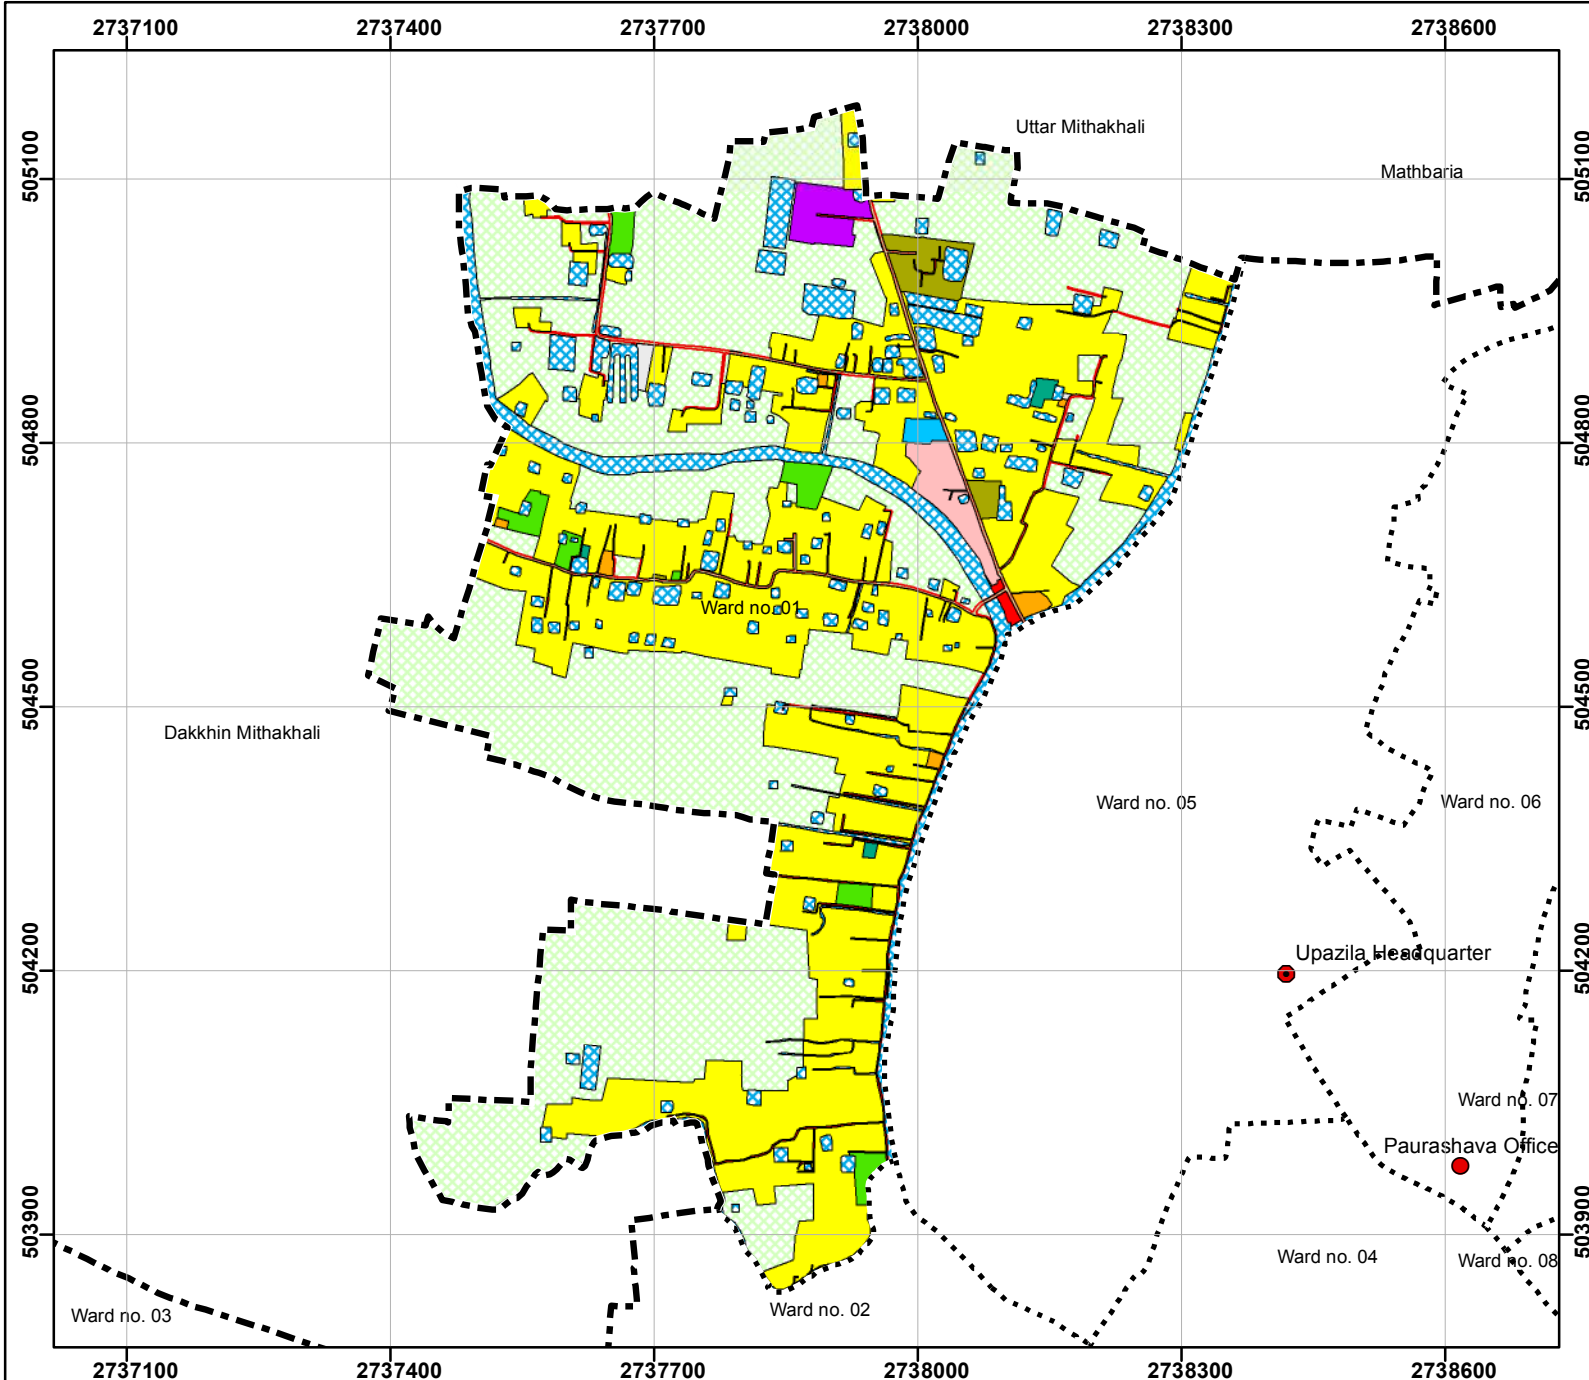 2737100 2737400 2737700 2738000 2738300 2738600
Uttar Mithakhali
505100
505100
Mathbaria
504800
504800
Ward no. 01
504500
504500
Dakkhin Mithakhali
Ward no. 05
Ward no. 06
504200
504200
Upazila Headquarter
Ward no. 07
Paurashava Office
503900
503900
Ward no. 04
Ward no. 08
Ward no. 02
Ward no. 03
2737100 2737400 2737700 2738000 2738300 2738600